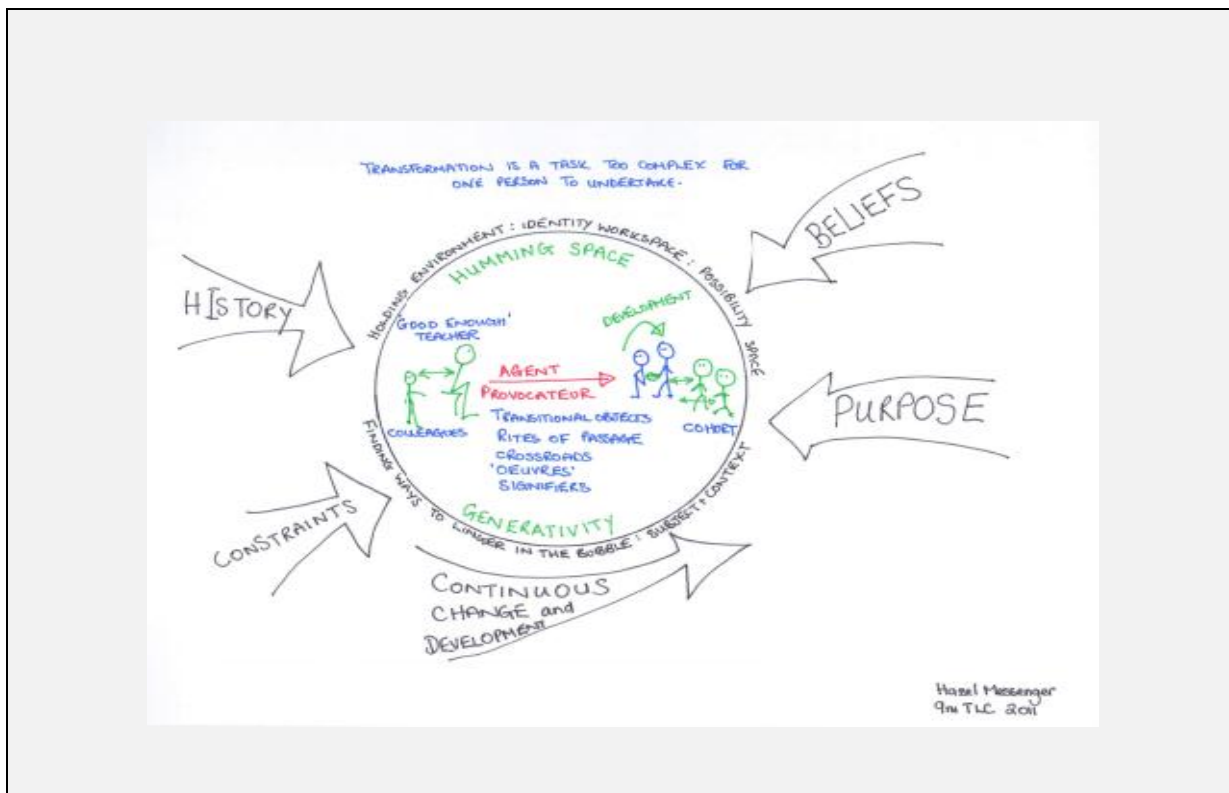 TRANSFORMATION IS A TASK TOO COMPLEX FOR
ONE PERSON TO UNDERTAKE.
HOLDING ENVIRONMENT : IDENTITY WORKSPACE : POSSIBILITY SPACE
HUMMING SPACE
BELIEFS
HISTORY
'GOOD ENOUGH'
TEACHER
DEVELOPMENT
AGENT
PROVOCATEUR
PURPOSE
COLLEAGUES
TRANSITIONAL OBJECTS
RITES OF PASSAGE
CROSSROADS
'OEUVRES'
SIGNIFIERS
COHORT
CONSTRAINTS
GENERATIVITY
FINDING WAYS TO LINGER IN THE BUBBLE : SUBJECT + CONTEXT
CONTINUOUS
CHANGE and
DEVELOPMENT
Hazel Messenger
9m TLC 2011